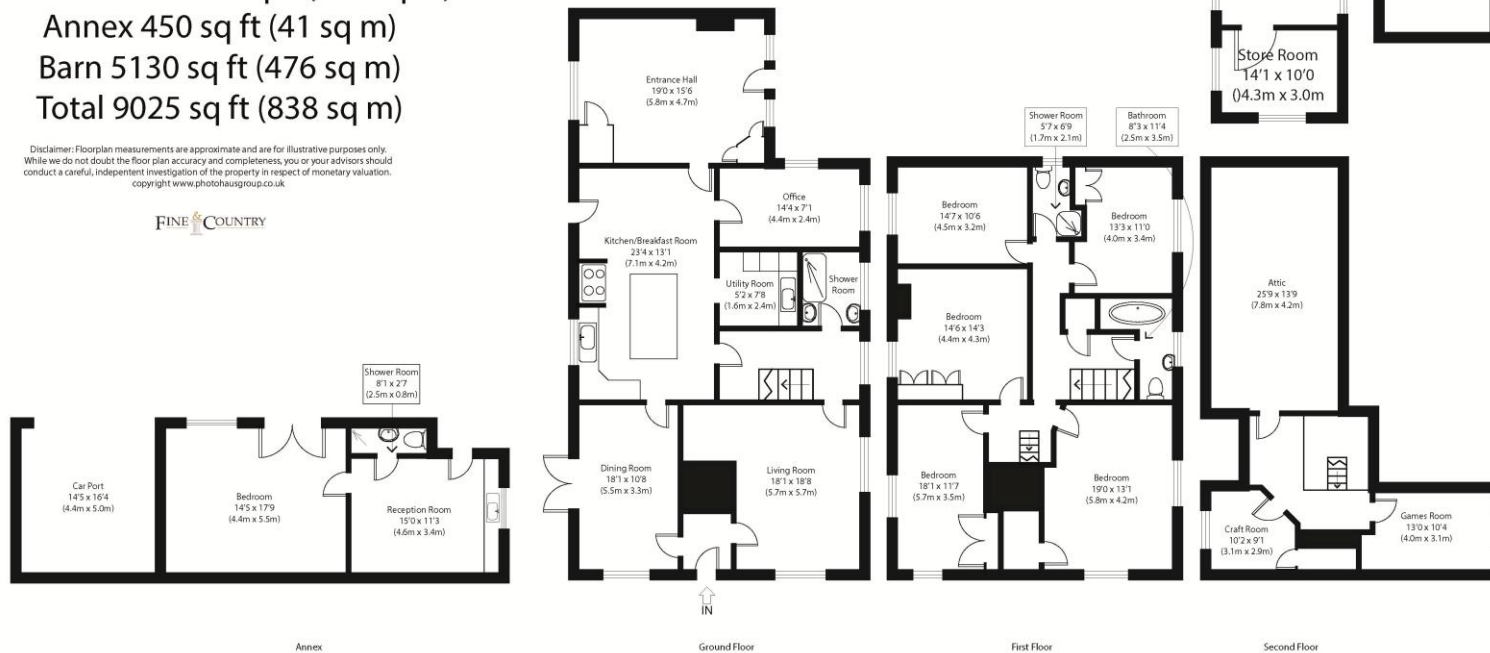 Annex 450 sq ft (41 sq m)
Barn 5130 sq ft (476 sq m)
Total 9025 sq ft (838 sq m)
Disclaimer: Floorplan measurements are approximate and are for illustrative purposes only.
While we do not doubt the floor plan accuracy and completeness, you or your advisors should
conduct a careful, indepentent investigation of the property in respect of monetary valuation.
copyright www.photohausgroup.co.uk
FINE & COUNTRY
Shower Room
8'1 x 2'7
(2.5m x 0.8m)
Car Port
14'5 x 16'4
(4.4m x 5.0m)
Bedroom
14'5 x 17'9
(4.4m x 5.5m)
Reception Room
15'0 x 11'3
(4.6m x 3.4m)
Annex
Entrance Hall
19'0 x 15'6
(5.8m x 4.7m)
Office
14'4 x 7'1
(4.4m x 2.4m)
Kitchen/Breakfast Room
23'4 x 13'1
(7.1m x 4.2m)
Utility Room
5'2 x 7'8
(1.6m x 2.4m)
Shower
Room
Dining Room
18'1 x 10'8
(5.5m x 3.3m)
Living Room
18'1 x 18'8
(5.7m x 5.7m)
IN
Ground Floor
Shower Room
5'7 x 6'9
(1.7m x 2.1m)
Bathroom
8'3 x 11'4
(2.5m x 3.5m)
Bedroom
14'7 x 10'6
(4.5m x 3.2m)
Bedroom
13'3 x 11'0
(4.0m x 3.4m)
Bedroom
14'6 x 14'3
(4.4m x 4.3m)
Bedroom
18'1 x 11'7
(5.7m x 3.5m)
Bedroom
19'0 x 13'1
(5.8m x 4.2m)
First Floor
Store Room
14'1 x 10'0
()4.3m x 3.0m
Attic
25'9 x 13'9
(7.8m x 4.2m)
Craft Room
10'2 x 9'1
(3.1m x 2.9m)
Games Room
13'0 x 10'4
(4.0m x 3.1m)
Second Floor